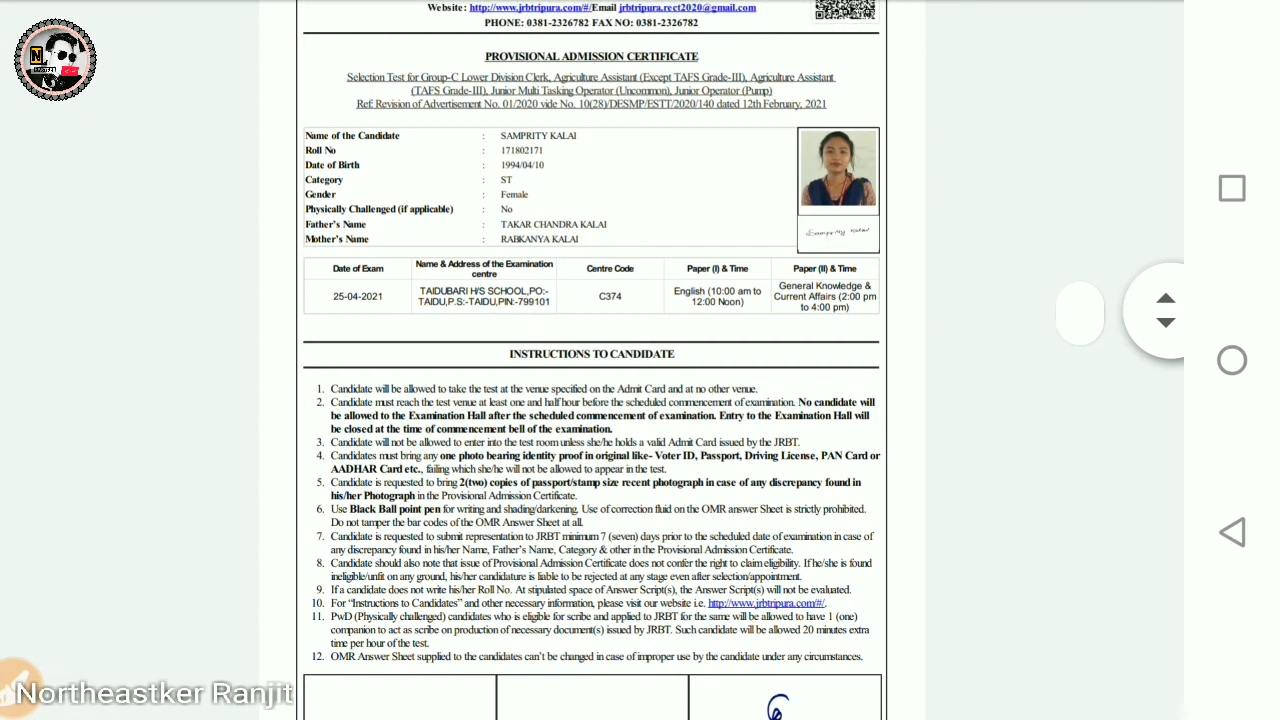 Website: http://www.jrbtripura.com/#/Email jrbtripura.rect2020@gmail.com
PHONE: 0381-2326782 FAX NO: 0381-2326782
PROVISIONAL ADMISSION CERTIFICATE
Selection Test for Group-C Lower Division Clerk, Agriculture Assistant (Except TAFS Grade-III), Agriculture Assistant
(TAFS Grade-III), Junior Multi Tasking Operator (Uncommon), Junior Operator (Pump)
Ref: Revision of Advertisement No. 01/2020 vide No. 10(28)/DESMP/ESTT/2020/140 dated 12th February, 2021
Name of the Candidate : SAMPRITY KALAI
Roll No : 171802171
Date of Birth : 1994/04/10
Category : ST
Gender : Female
Physically Challenged (if applicable) : No
Father's Name : TAKAR CHANDRA KALAI
Mother's Name : RABKANYA KALAI
Samprity Kalai
Date of Exam
Name & Address of the Examination
centre
Centre Code
Paper (I) & Time
Paper (II) & Time
25-04-2021
TAIDUBARI H/S SCHOOL,PO:-
TAIDU,P.S:-TAIDU,PIN:-799101
C374
English (10:00 am to
12:00 Noon)
General Knowledge &
Current Affairs (2:00 pm
to 4:00 pm)
INSTRUCTIONS TO CANDIDATE
1. Candidate will be allowed to take the test at the venue specified on the Admit Card and at no other venue.
2. Candidate must reach the test venue at least one and half hour before the scheduled commencement of examination. No candidate will
be allowed to the Examination Hall after the scheduled commencement of examination. Entry to the Examination Hall will
be closed at the time of commencement bell of the examination.
3. Candidate will not be allowed to enter into the test room unless she/he holds a valid Admit Card issued by the JRBT.
4. Candidates must bring any one photo bearing identity proof in original like- Voter ID, Passport, Driving License, PAN Card or
AADHAR Card etc., failing which she/he will not be allowed to appear in the test.
5. Candidate is requested to bring 2(two) copies of passport/stamp size recent photograph in case of any discrepancy found in
his/her Photograph in the Provisional Admission Certificate.
6. Use Black Ball point pen for writing and shading/darkening. Use of correction fluid on the OMR answer Sheet is strictly prohibited.
Do not tamper the bar codes of the OMR Answer Sheet at all.
7. Candidate is requested to submit representation to JRBT minimum 7 (seven) days prior to the scheduled date of examination in case of
any discrepancy found in his/her Name, Father's Name, Category & other in the Provisional Admission Certificate.
8. Candidate should also note that issue of Provisional Admission Certificate does not confer the right to claim eligibility. If he/she is found
ineligible/unfit on any ground, his/her candidature is liable to be rejected at any stage even after selection/appointment.
9. If a candidate does not write his/her Roll No. At stipulated space of Answer Script(s), the Answer Script(s) will not be evaluated.
10. For "Instructions to Candidates" and other necessary information, please visit our website i.e. http://www.jrbtripura.com/#/.
11. PwD (Physically challenged) candidates who is eligible for scribe and applied to JRBT for the same will be allowed to have 1 (one)
companion to act as scribe on production of necessary document(s) issued by JRBT. Such candidate will be allowed 20 minutes extra
time per hour of the test.
12. OMR Answer Sheet supplied to the candidates can't be changed in case of improper use by the candidate under any circumstances.
N
Northeastker Ranjit